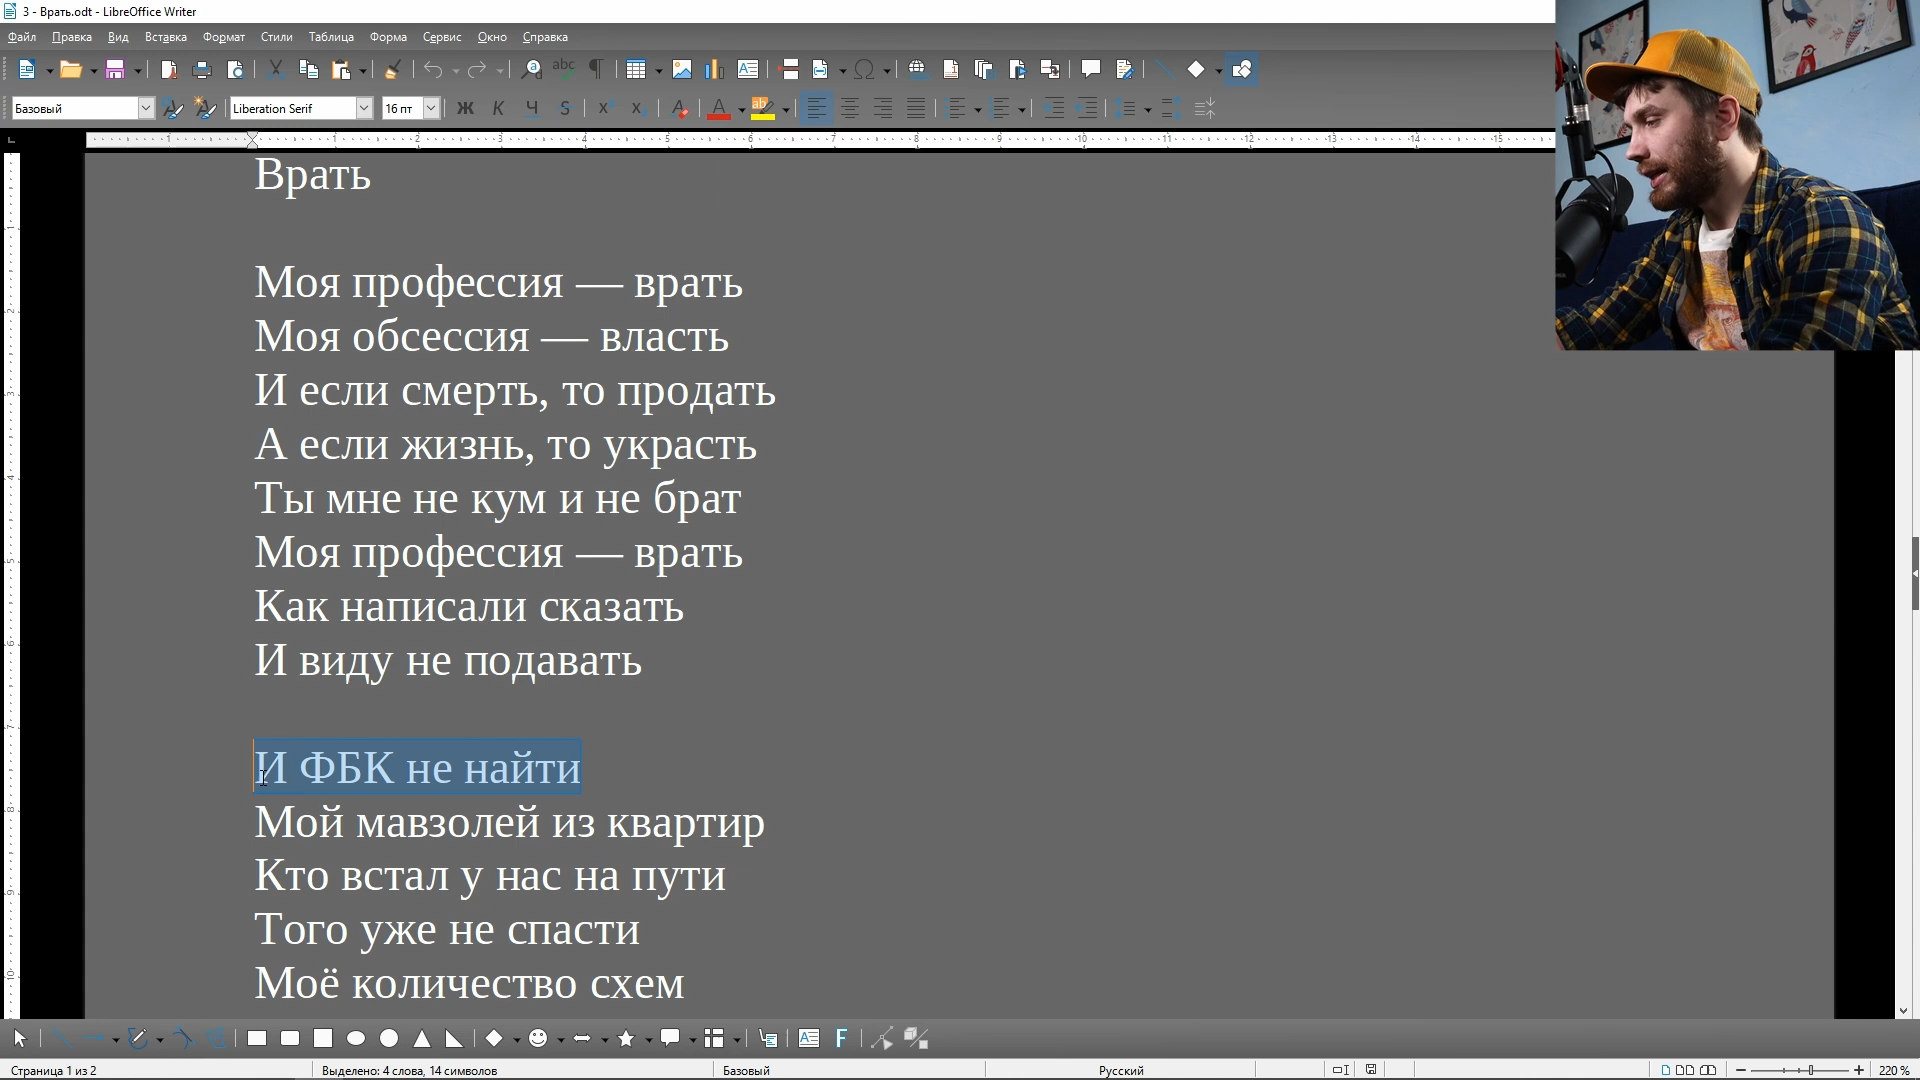 3 - Врать.odt - LibreOffice Writer
Файл Правка Вид Вставка Формат Стили Таблица Форма Сервис Окно Справка
Базовый Liberation Serif 16 пт Ж К Ч S
Врать
Моя профессия — врать
Моя обсессия — власть
И если смерть, то продать
А если жизнь, то украсть
Ты мне не кум и не брат
Моя профессия — врать
Как написали сказать
И виду не подавать
И ФБК не найти
Мой мавзолей из квартир
Кто встал у нас на пути
Того уже не спасти
Моё количество схем
Страница 1 из 2 Выделено: 4 слова, 14 символов Базовый Русский 220 %